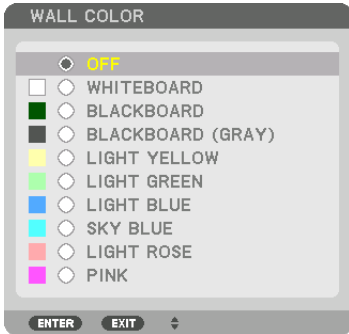 WALL COLOR
OFF
WHITEBOARD
BLACKBOARD
BLACKBOARD (GRAY)
LIGHT YELLOW
LIGHT GREEN
LIGHT BLUE
SKY BLUE
LIGHT ROSE
PINK
ENTER EXIT